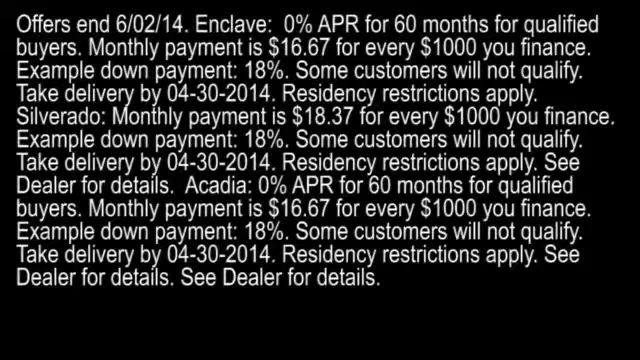 Offers end 6/02/14. Enclave:  0% APR for 60 months for qualified
buyers. Monthly payment is $16.67 for every $1000 you finance.
Example down payment: 18%. Some customers will not qualify.
Take delivery by 04-30-2014. Residency restrictions apply.
Silverado: Monthly payment is $18.37 for every $1000 you finance.
Example down payment: 18%. Some customers will not qualify.
Take delivery by 04-30-2014. Residency restrictions apply. See
Dealer for details.  Acadia: 0% APR for 60 months for qualified
buyers. Monthly payment is $16.67 for every $1000 you finance.
Example down payment: 18%. Some customers will not qualify.
Take delivery by 04-30-2014. Residency restrictions apply. See
Dealer for details. See Dealer for details.